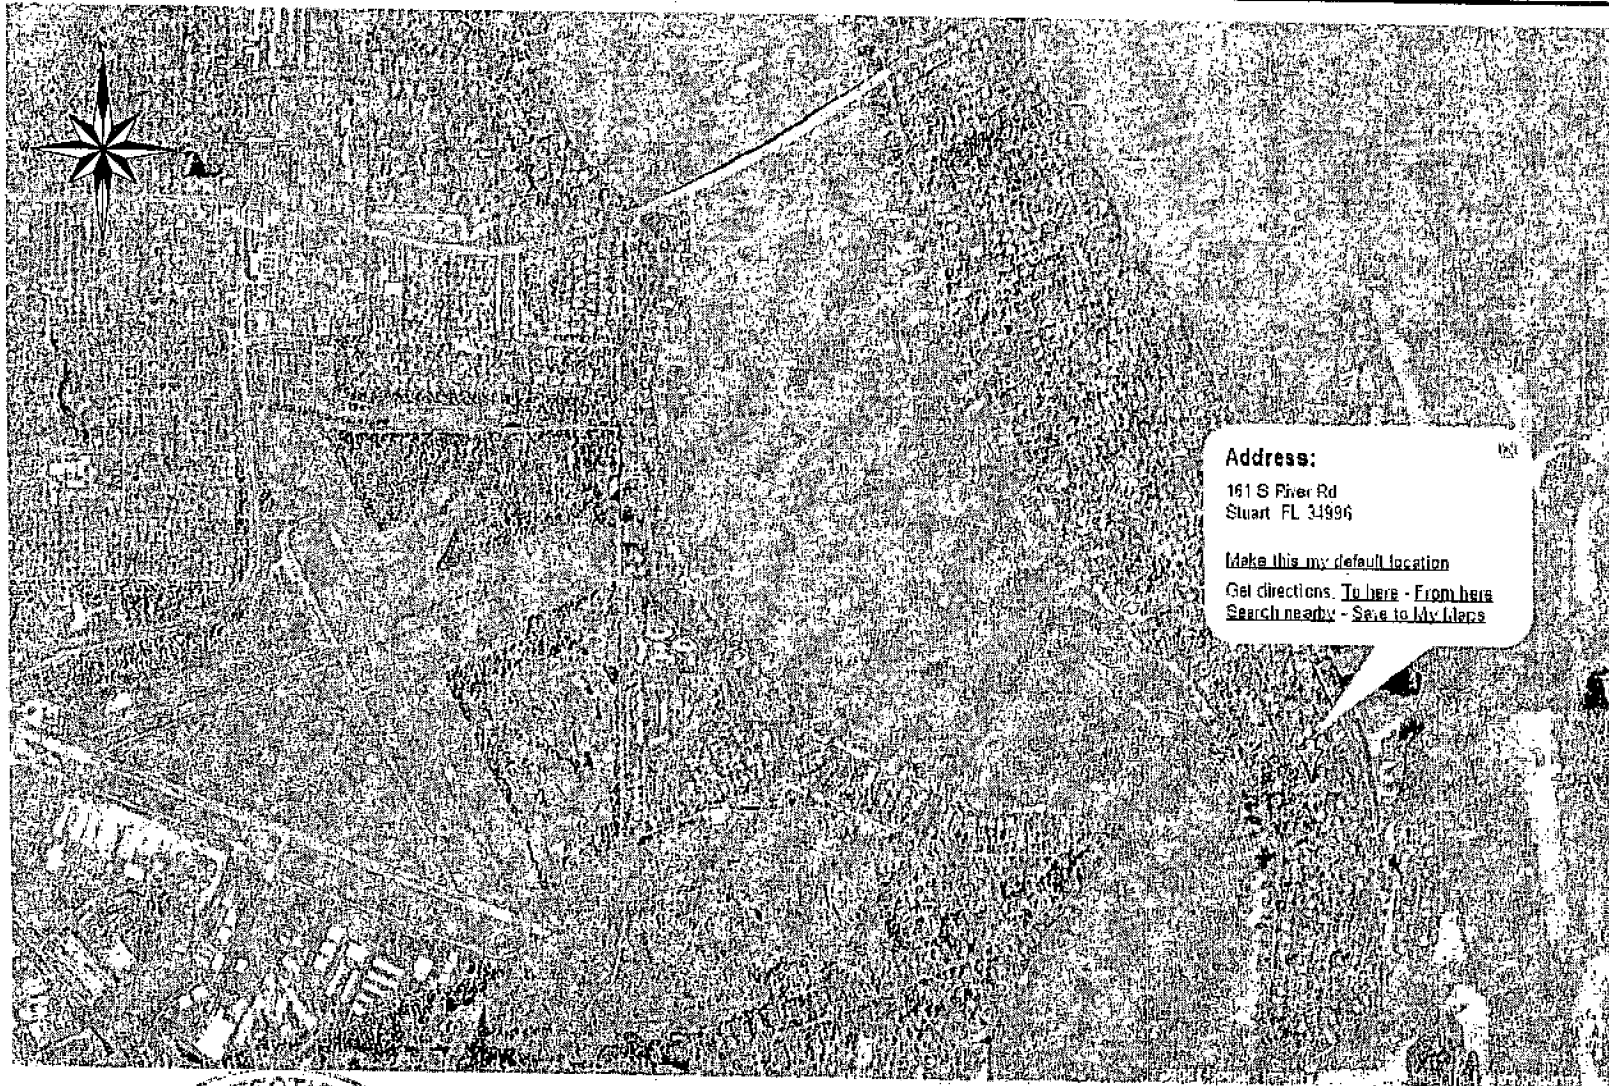 Address:
161 S River Rd
Stuart FL 34996
Make this my default location
Get directions. To here - From here
Search nearby - Save to My Maps